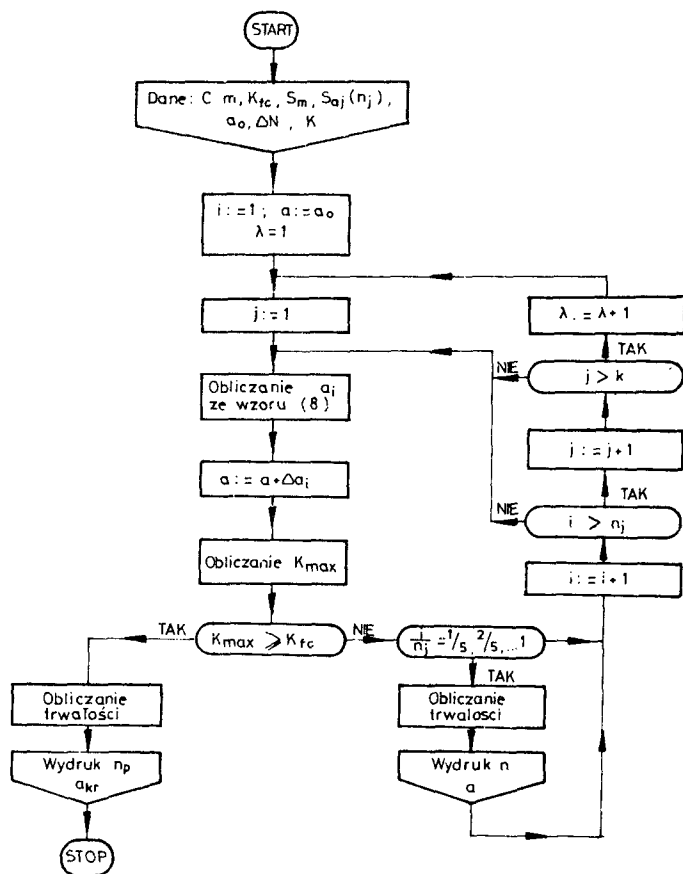 START
Dane: C m, K_fc, S_m, S_aj(n_j),
a_o, ΔN, K
i:=1; a:=a_o
λ=1
j:=1
Obliczanie a_i
ze wzoru (8)
a:= a+Δa_i
Obliczanie K_max
K_max ⩾ K_fc
TAK
NIE
Obliczanie
trwałości
Wydruk n_p
a_kr
STOP
i/n_j = 1/5, 2/5, ...1
TAK
Obliczanie
trwalosci
Wydruk n
a
i:= i+1
i > n_j
NIE
TAK
j:= j+1
j > k
NIE
TAK
λ.= λ+1